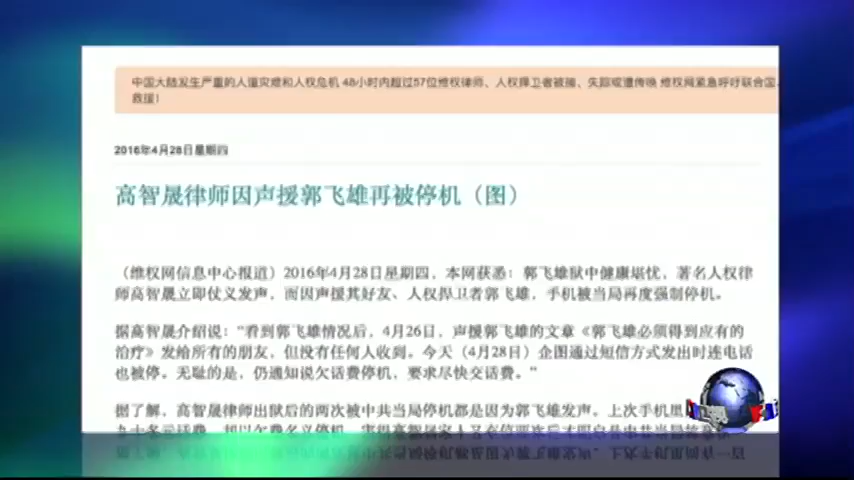 中国大陆发生严重的人道灾难和人权危机 48小时内超过57位维权律师、人权捍卫者被捕、失踪或遭传唤 维权网紧急呼吁联合国、
救援！
2016年4月28日星期四
高智晟律师因声援郭飞雄再被停机（图）
（维权网信息中心报道）2016年4月28日星期四，本网获悉：郭飞雄狱中健康堪忧，著名人权律
师高智晟立即仗义发声，而因声援其好友、人权捍卫者郭飞雄，手机被当局再度强制停机。
据高智晟介绍说：“看到郭飞雄情况后，4月26日，声援郭飞雄的文章《郭飞雄必须得到应有的
治疗》发给所有的朋友，但没有任何人收到。今天（4月28日）企图通过短信方式发出时连电话
也被停。无耻的是，仍通知说欠话费停机，要求尽快交话费。”
据了解，高智晟律师出狱后的两次被中共当局停机都是因为郭飞雄发声。上次手机里